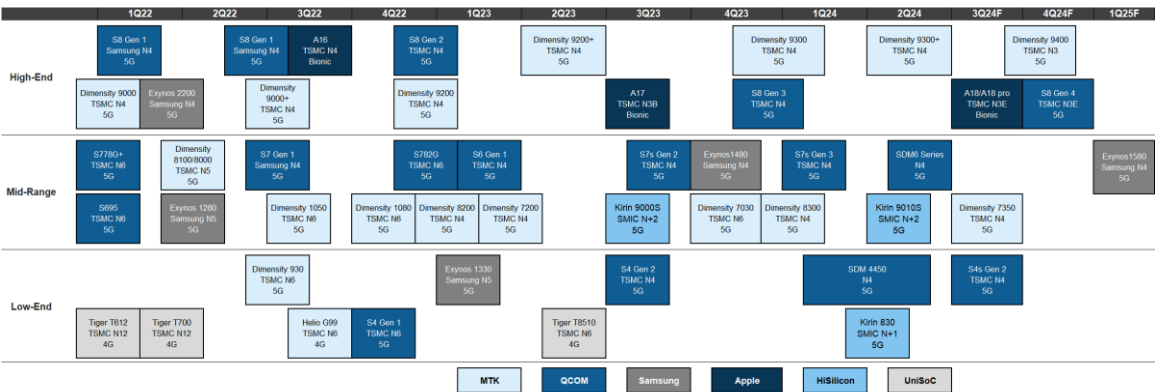 1Q22 2Q22 3Q22 4Q22 1Q23 2Q23 3Q23 4Q23 1Q24 2Q24 3Q24F 4Q24F 1Q25F
High-End
S8 Gen 1
Samsung N4
5G
S8 Gen 1
Samsung N4
5G
A16
TSMC N4
Bionic
S8 Gen 2
TSMC N4
5G
Dimensity 9200+
TSMC N4
5G
Dimensity 9300
TSMC N4
5G
Dimensity 9300+
TSMC N4
5G
Dimensity 9400
TSMC N3
5G
Dimensity 9000
TSMC N4
5G
Exynos 2200
Samsung N4
5G
Dimensity
9000+
TSMC N4
5G
Dimensity 9200
TSMC N4
5G
A17
TSMC N3B
Bionic
S8 Gen 3
TSMC N4
5G
A18/A18 pro
TSMC N3E
Bionic
S8 Gen 4
TSMC N3E
5G
Mid-Range
S778G+
TSMC N6
5G
Dimensity
8100/8000
TSMC N5
5G
S7 Gen 1
Samsung N4
5G
S782G
TSMC N6
5G
S6 Gen 1
TSMC N4
5G
S7s Gen 2
TSMC N4
5G
Exynos1480
Samsung N4
5G
S7s Gen 3
TSMC N4
5G
SDM6 Series
N4
5G
Exynos1580
Samsung N4
5G
S695
TSMC N6
5G
Exynos 1280
Samsung N5
5G
Dimensity 1050
TSMC N6
5G
Dimensity 1080
TSMC N6
5G
Dimensity 8200
TSMC N4
5G
Dimensity 7200
TSMC N4
5G
Kirin 9000S
SMIC N+2
5G
Dimensity 7030
TSMC N6
5G
Dimensity 8300
TSMC N4
5G
Kirin 9010S
SMIC N+2
5G
Dimensity 7350
TSMC N4
5G
Low-End
Dimensity 930
TSMC N6
5G
Exynos 1330
Samsung N5
5G
S4 Gen 2
TSMC N4
5G
SDM 4450
N4
5G
S4s Gen 2
TSMC N4
5G
Tiger T612
TSMC N12
4G
Tiger T700
TSMC N12
4G
Helio G99
TSMC N6
4G
S4 Gen 1
TSMC N6
5G
Tiger T8510
TSMC N6
4G
Kirin 830
SMIC N+1
5G
MTK QCOM Samsung Apple HiSilicon UniSoC